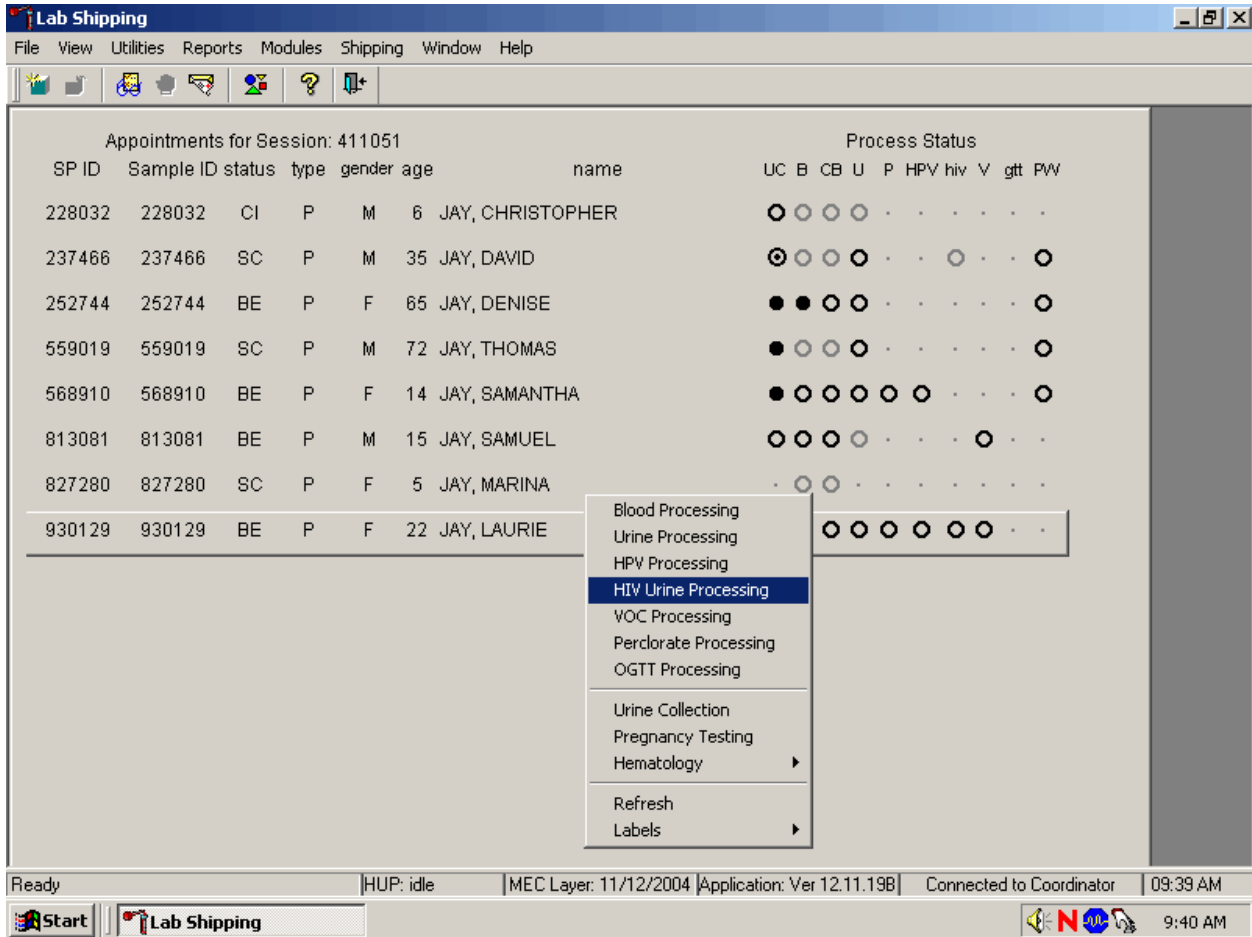 Lab Shipping
File View Utilities Reports Modules Shipping Window Help
Appointments for Session: 411051 Process Status
SP ID Sample ID status type gender age name UC B CB U P HPV hiv V gtt PW
228032 228032 CI P M 6 JAY, CHRISTOPHER
237466 237466 SC P M 35 JAY, DAVID
252744 252744 BE P F 65 JAY, DENISE
559019 559019 SC P M 72 JAY, THOMAS
568910 568910 BE P F 14 JAY, SAMANTHA
813081 813081 BE P M 15 JAY, SAMUEL
827280 827280 SC P F 5 JAY, MARINA
930129 930129 BE P F 22 JAY, LAURIE
Blood Processing
Urine Processing
HPV Processing
HIV Urine Processing
VOC Processing
Perclorate Processing
OGTT Processing
Urine Collection
Pregnancy Testing
Hematology
Refresh
Labels
Ready HUP: idle MEC Layer: 11/12/2004 Application: Ver 12.11.19B Connected to Coordinator 09:39 AM
Start Lab Shipping N 9:40 AM